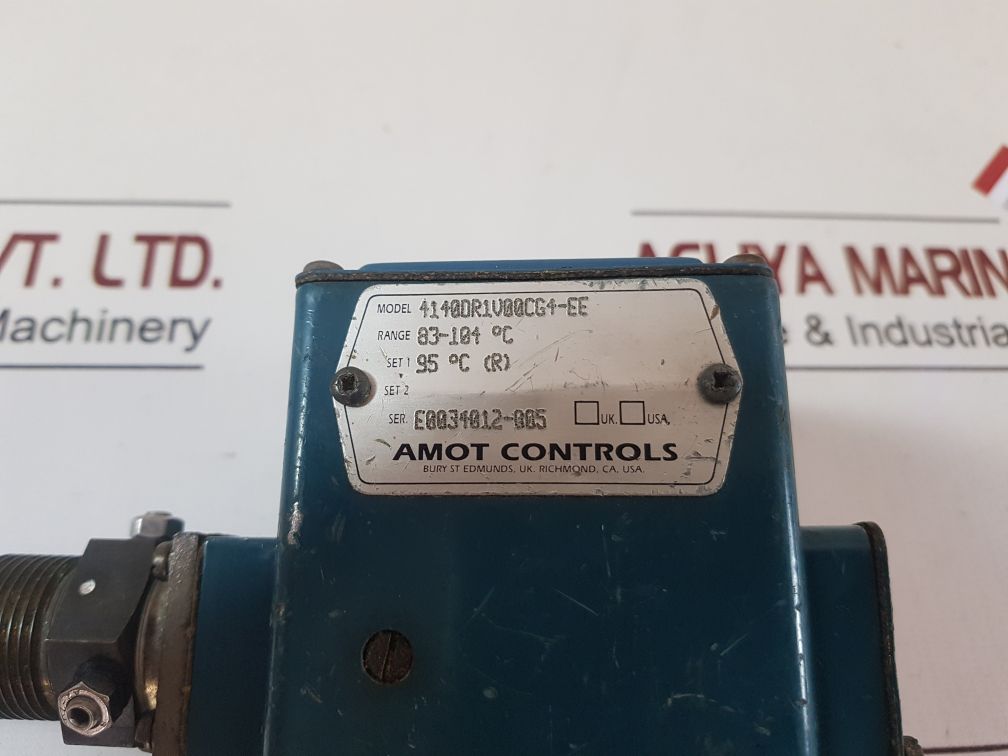 VT. LTD.
Machinery
MARIN
& Industria
MODEL 4140DR1V00CG4-EE
RANGE 83-104 °C
SET 1 95 °C (R)
SET 2
SER. E0034012-005 UK. USA.
AMOT CONTROLS
BURY ST EDMUNDS, UK. RICHMOND, CA, USA.